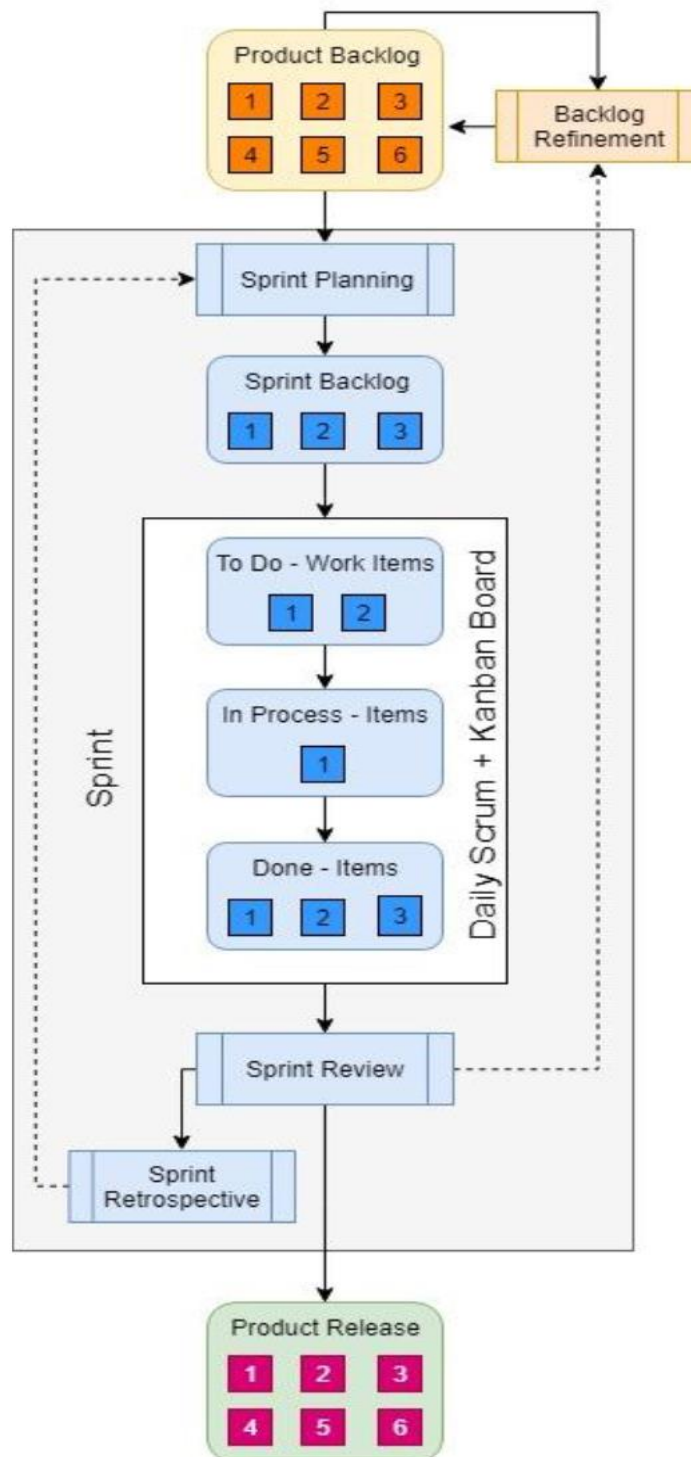 Product Backlog
1 2 3
4 5 6
Backlog
Refinement
Sprint Planning
Sprint Backlog
1 2 3
Sprint
Daily Scrum + Kanban Board
To Do - Work Items
1 2
In Process - Items
1
Done - Items
1 2 3
Sprint Review
Sprint
Retrospective
Product Release
1 2 3
4 5 6